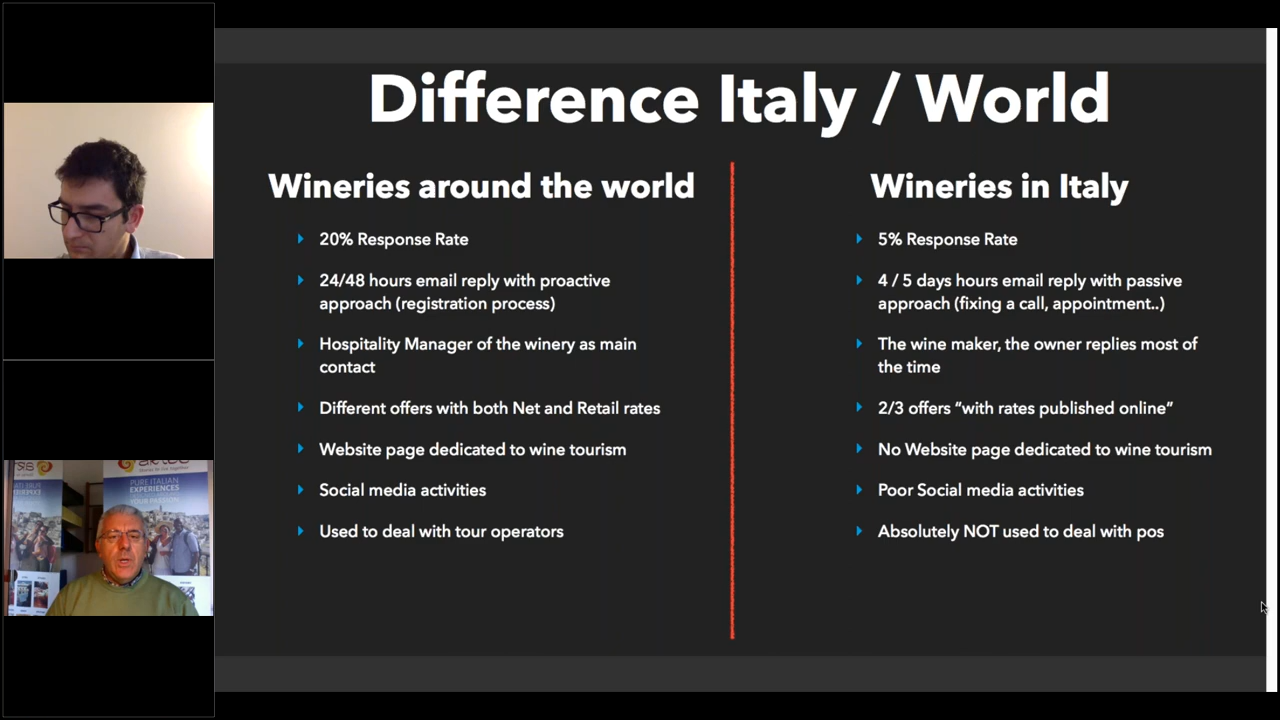 Difference Italy / World
Wineries around the world
20% Response Rate
24/48 hours email reply with proactive
approach (registration process)
Hospitality Manager of the winery as main
contact
Different offers with both Net and Retail rates
Website page dedicated to wine tourism
Social media activities
Used to deal with tour operators
Wineries in Italy
5% Response Rate
4 / 5 days hours email reply with passive
approach (fixing a call, appointment..)
The wine maker, the owner replies most of
the time
2/3 offers “with rates published online”
No Website page dedicated to wine tourism
Poor Social media activities
Absolutely NOT used to deal with pos
PURE ITALIAN
EXPERIENCES
YOUR PASSION